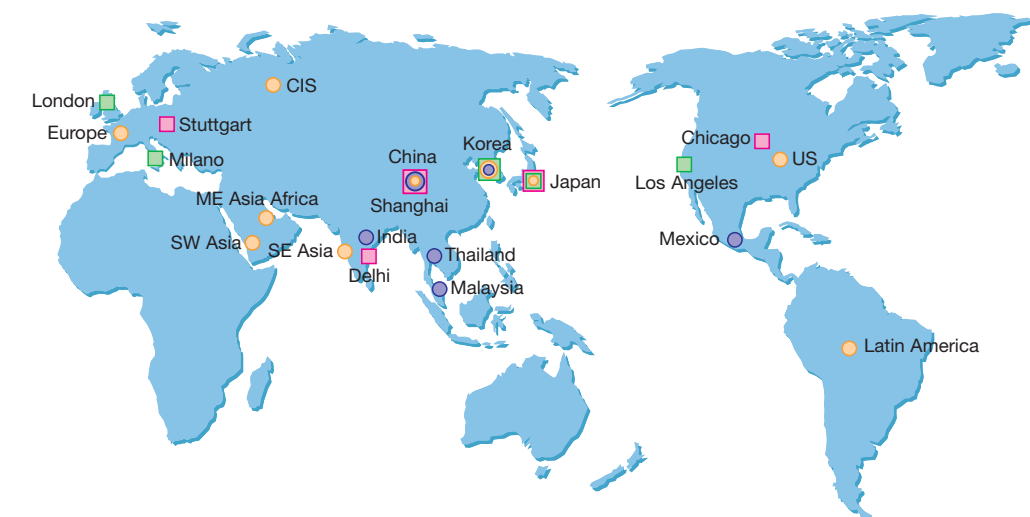 CIS
London
Stuttgart
Europe
Milano
Korea
China
Japan
Shanghai
ME Asia Africa
SW Asia
SE Asia
India
Delhi
Thailand
Malaysia
Chicago
US
Los Angeles
Mexico
Latin America